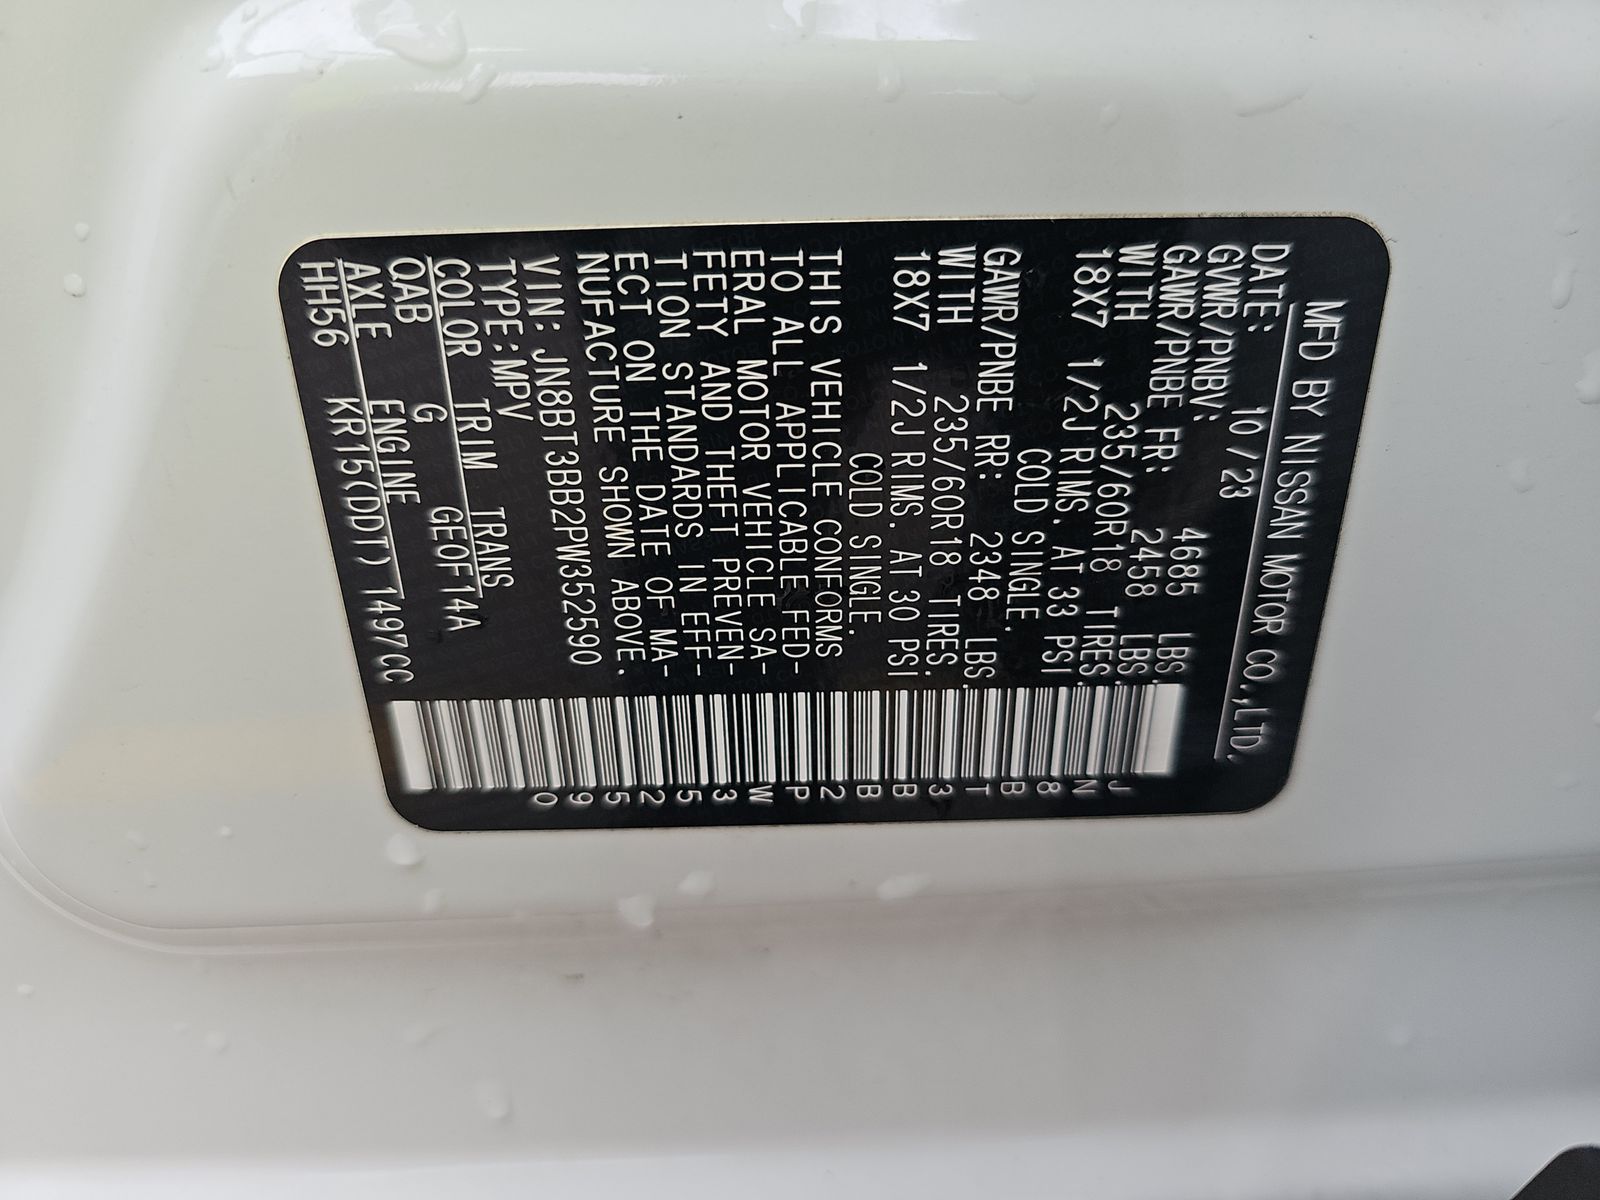 MFD BY NISSAN MOTOR CO.,LTD.
DATE: 10/23
GVWR/PNBV: 4685 LBS.
GAWR/PNBE FR: 2458 LBS.
WITH 235/60R18 TIRES,
18X7 1/2J RIMS. AT 33 PSI
COLD SINGLE.
GAWR/PNBE RR: 2348 LBS.
WITH 235/60R18 TIRES,
18X7 1/2J RIMS. AT 30 PSI
COLD SINGLE.
THIS VEHICLE CONFORMS
TO ALL APPLICABLE FED-
ERAL MOTOR VEHICLE SA-
FETY AND THEFT PREVEN-
TION STANDARDS IN EFF-
ECT ON THE DATE OF MA-
NUFACTURE SHOWN ABOVE.
VIN: JN8BT3BB2PW352590
TYPE:MPV
COLOR TRIM TRANS
QAB G GE0F14A
AXLE ENGINE
HH56 KR15(DDT) 1497CC
JN8BT3BB2PW352590